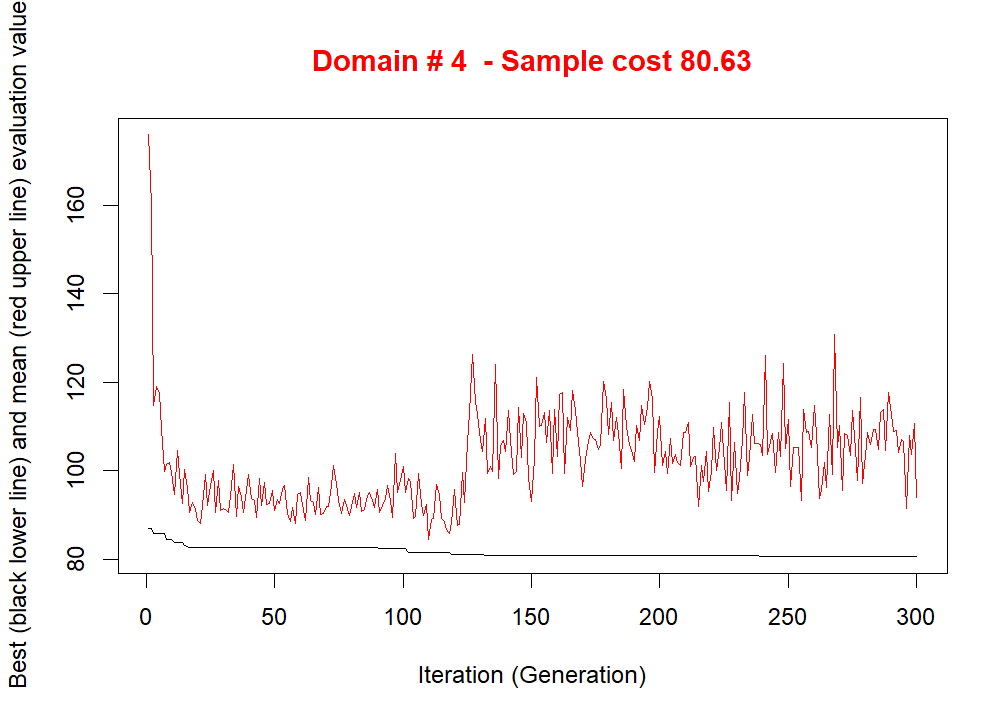 Domain # 4  - Sample cost 80.63
Best (black lower line) and mean (red upper line) evaluation value
160
140
120
100
80
0 50 100 150 200 250 300
Iteration (Generation)